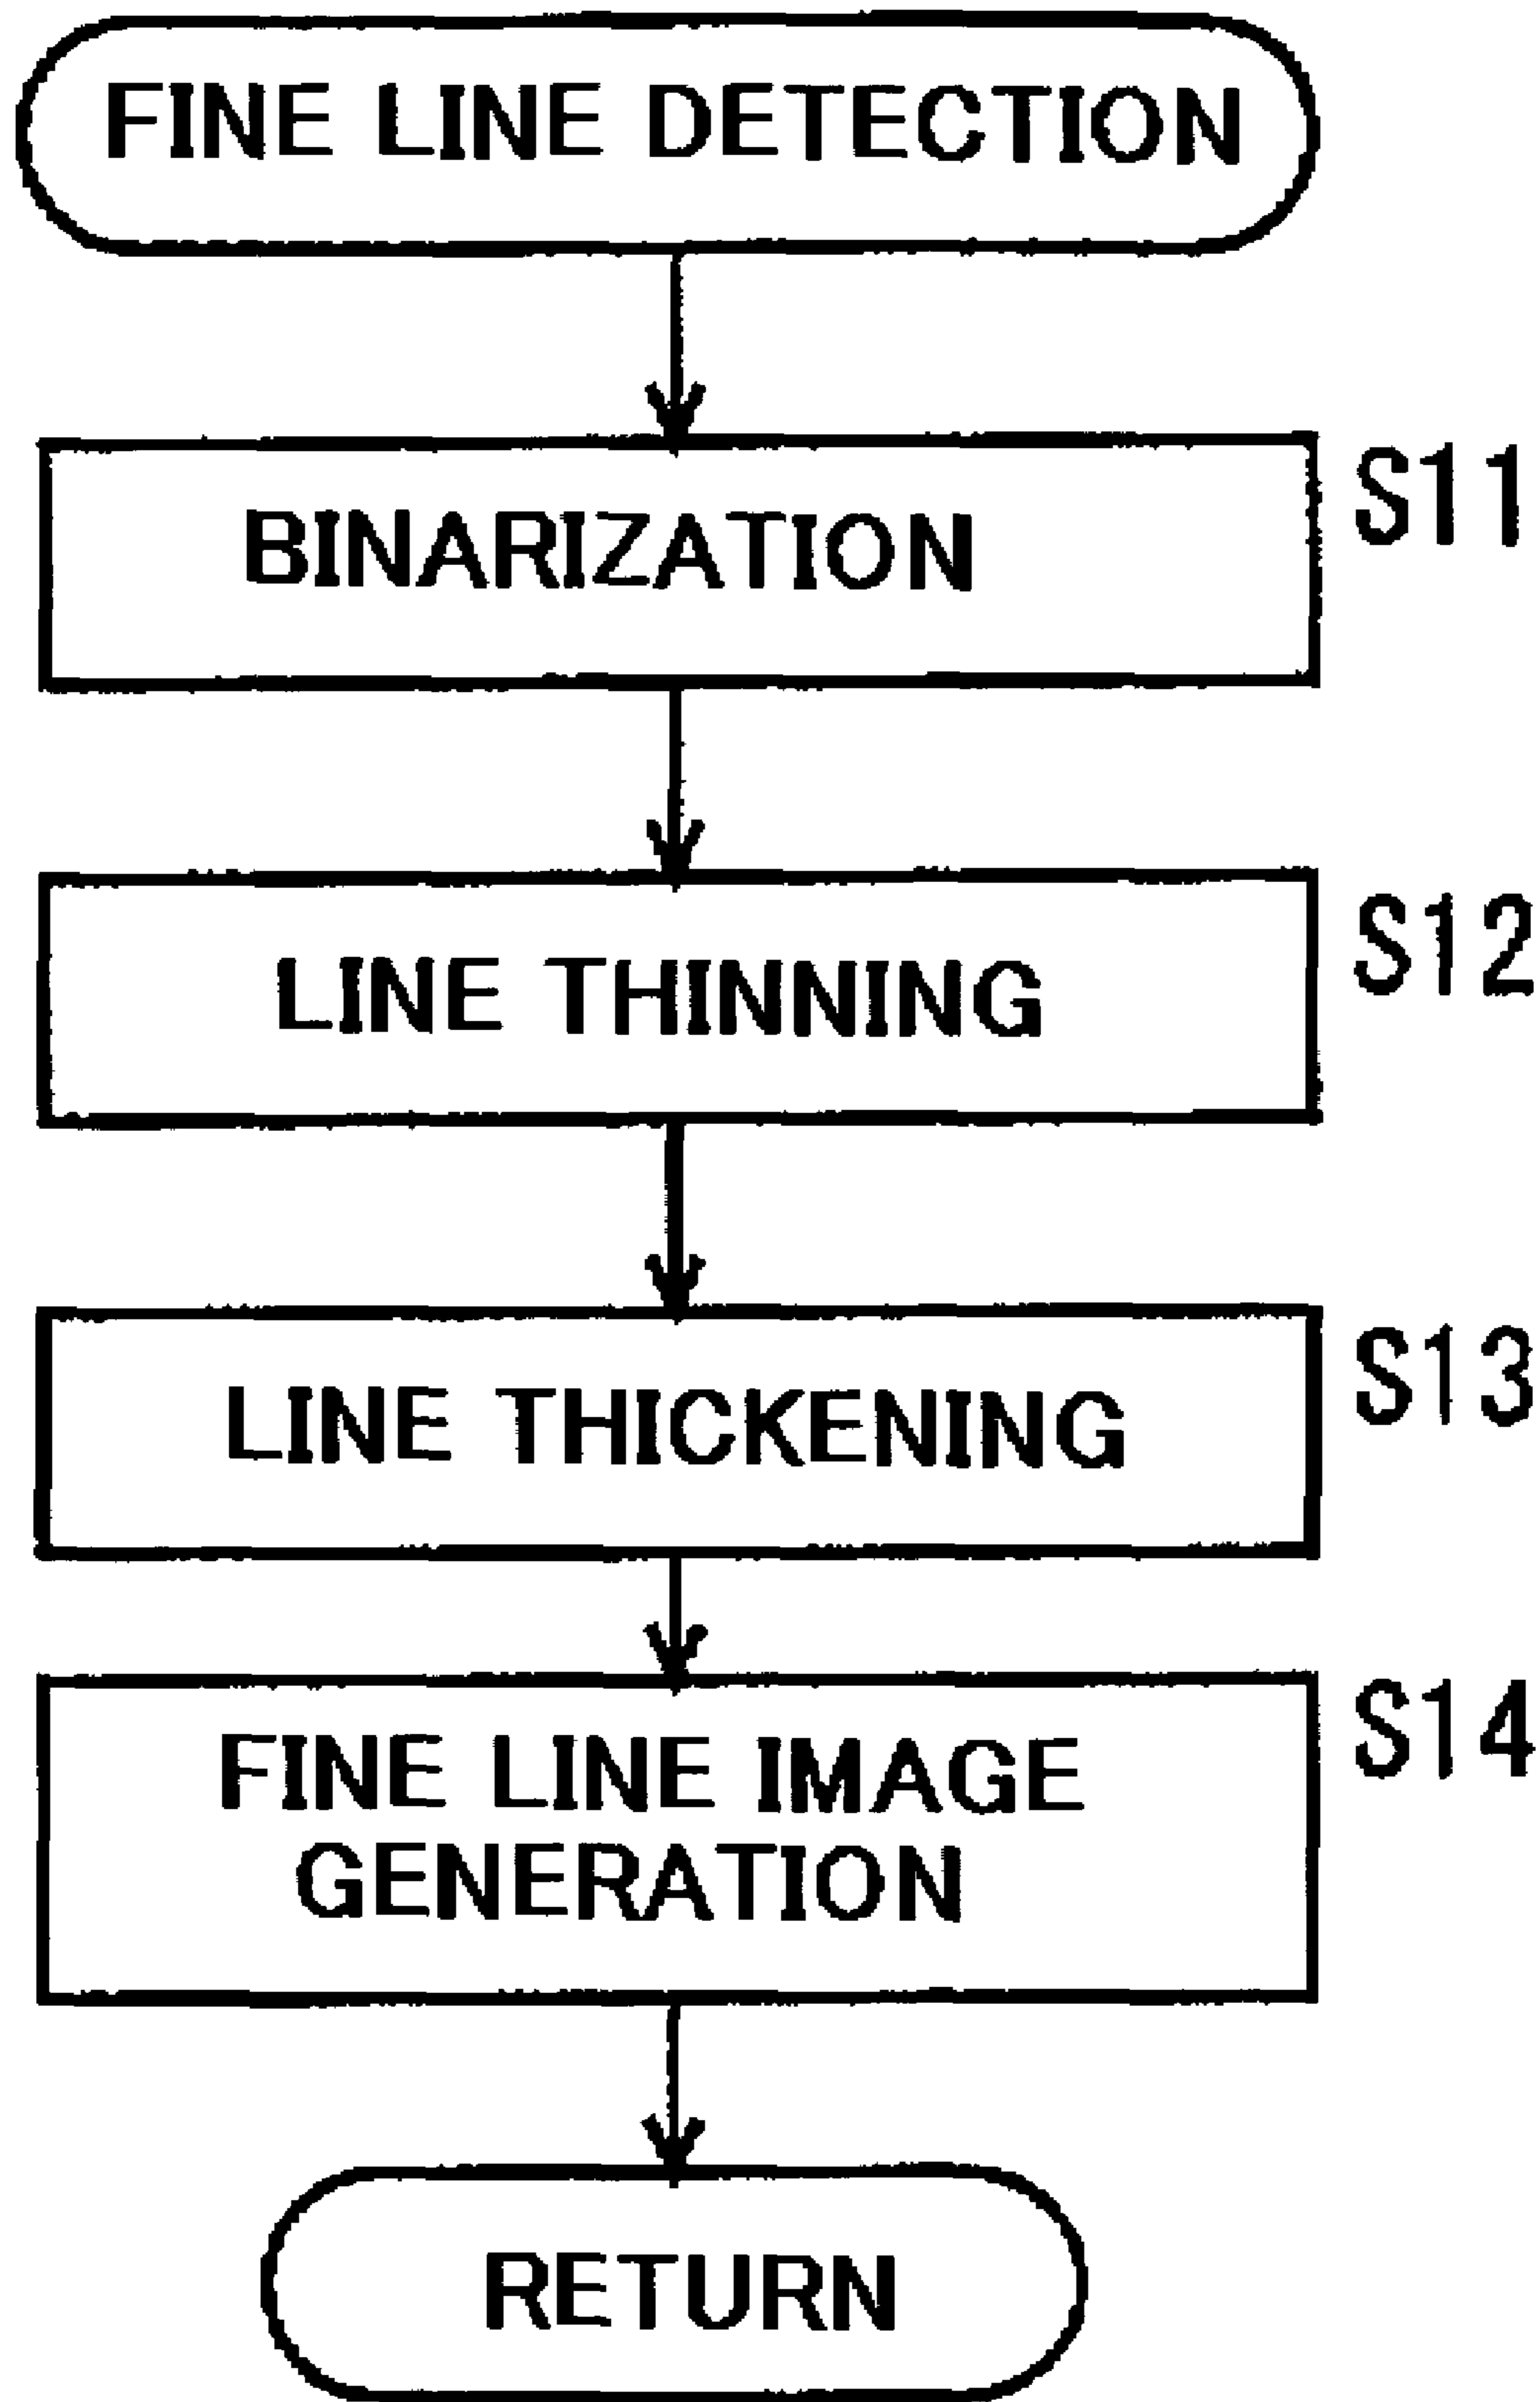 FINE LINE DETECTION
BINARIZATION
S11
LINE THINNING
S12
LINE THICKENING
S13
FINE LINE IMAGE
GENERATION
S14
RETURN